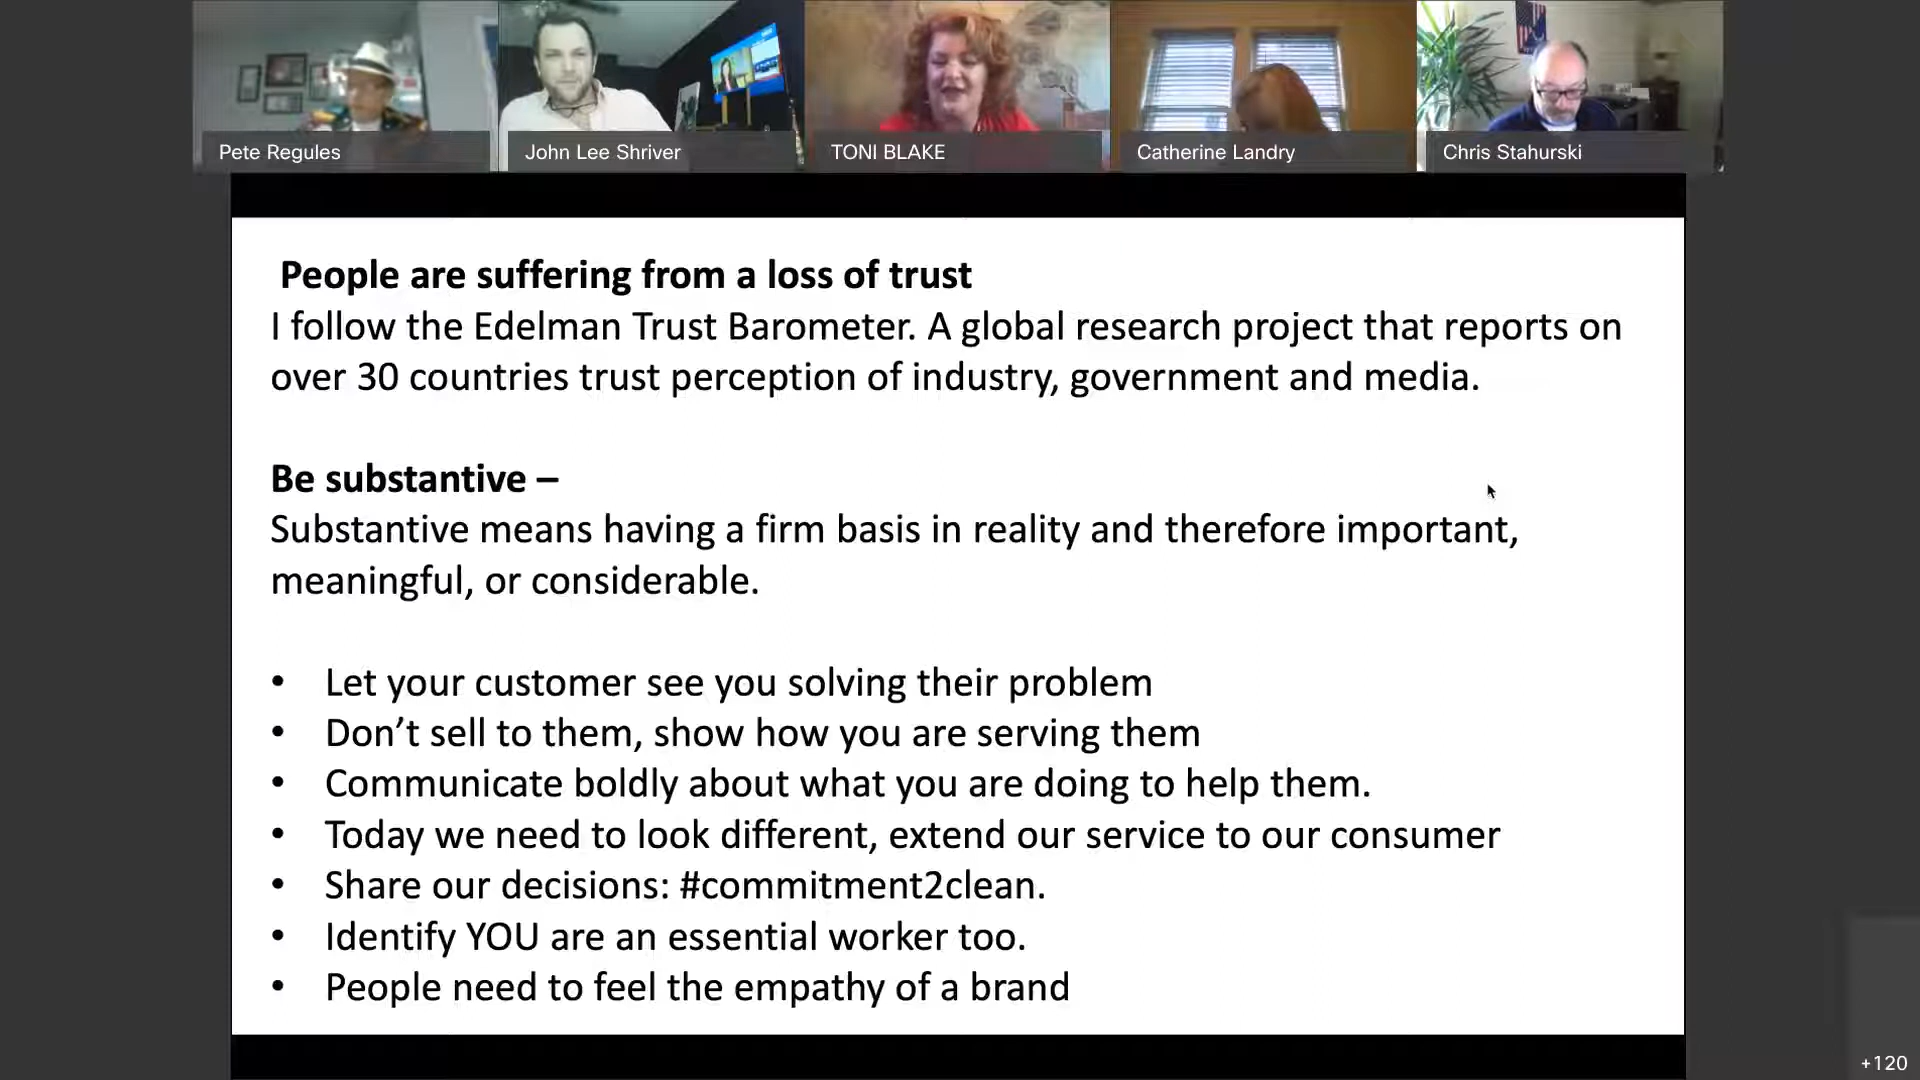 Pete Regules
John Lee Shriver
TONI BLAKE
Catherine Landry
Chris Stahurski
People are suffering from a loss of trust
I follow the Edelman Trust Barometer. A global research project that reports on
over 30 countries trust perception of industry, government and media.
Be substantive –
Substantive means having a firm basis in reality and therefore important,
meaningful, or considerable.
• Let your customer see you solving their problem
• Don’t sell to them, show how you are serving them
• Communicate boldly about what you are doing to help them.
• Today we need to look different, extend our service to our consumer
• Share our decisions: #commitment2clean.
• Identify YOU are an essential worker too.
• People need to feel the empathy of a brand
+120